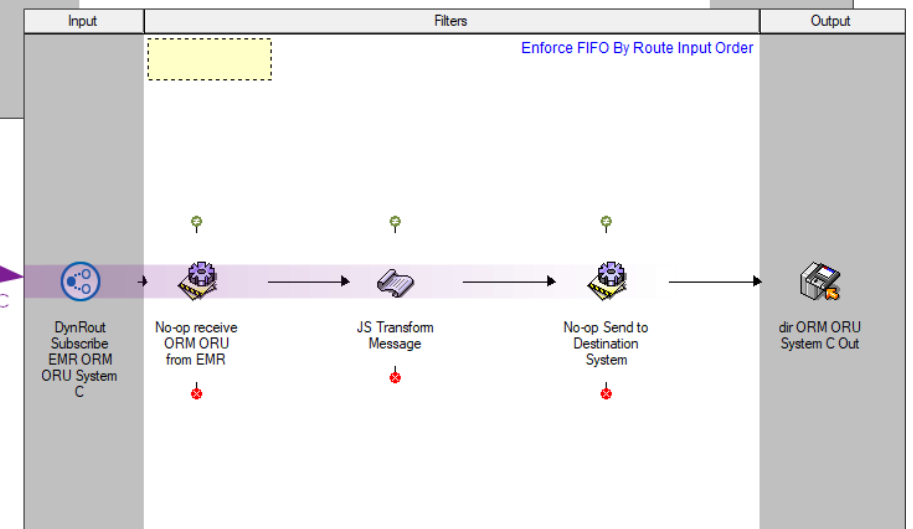 Input
Filters
Output
Enforce FIFO By Route Input Order
C
DynRout
Subscribe
EMR ORM
ORU System
C
No-op receive
ORM ORU
from EMR
JS Transform
Message
No-op Send to
Destination
System
dir ORM ORU
System C Out